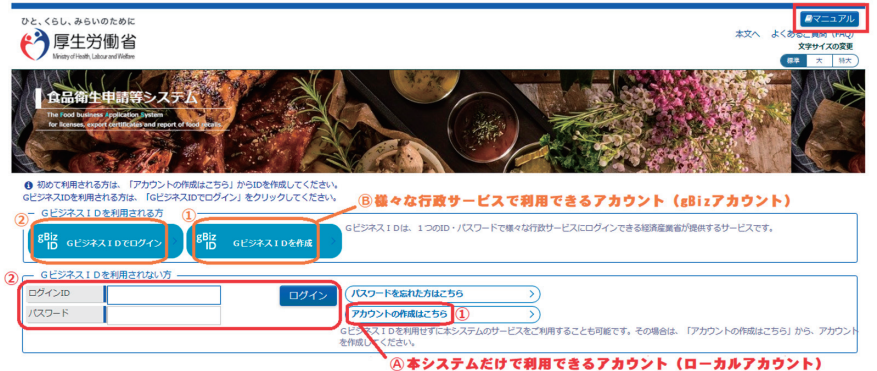 ひと、くらし、みらいのために
厚生労働省
Ministry of Health, Labour and Welfare
マニュアル
本文へ よくあるご質問 (FAQ)
文字サイズの変更
標準 大 特大
食品衛生申請等システム
The Food business Application System
for licenses, export certificates and report of food recalls.
初めて利用される方は、「アカウントの作成はこちら」からIDを作成してください。
GビジネスIDを利用される方は、「GビジネスIDでログイン」をクリックしてください。
Ⓑ様々な行政サービスで利用できるアカウント(gBizアカウント)
GビジネスIDを利用される方
② ①
gBiz ID GビジネスIDでログイン
gBiz ID GビジネスIDを作成
GビジネスIDは、1つのID・パスワードで様々な行政サービスにログインできる経済産業省が提供するサービスです。
GビジネスIDを利用されない方
②
ログインID
パスワード
ログイン
パスワードを忘れた方はこちら
アカウントの作成はこちら ①
GビジネスIDを利用せずに本システムのサービスをご利用することも可能です。その場合は、「アカウントの作成はこちら」から、アカウント
を作成してください。
Ⓐ本システムだけで利用できるアカウント(ローカルアカウント)